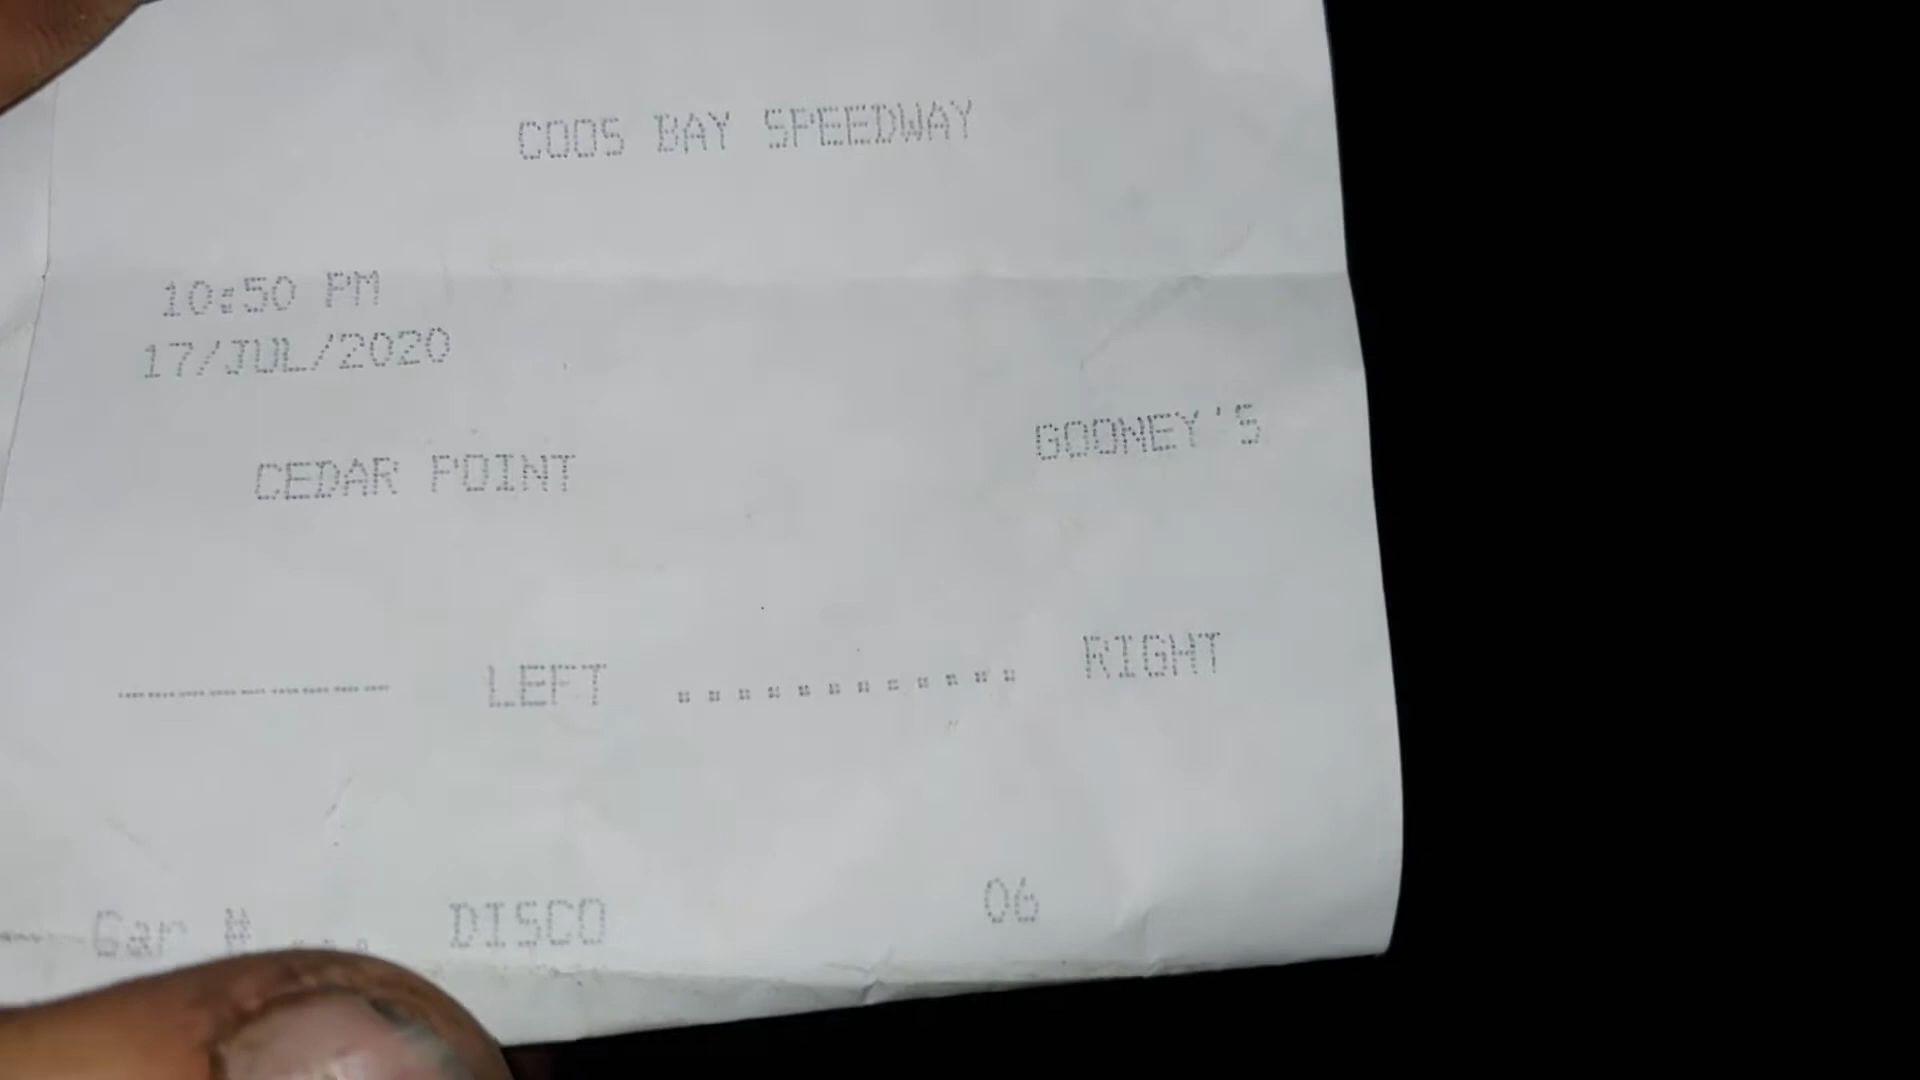 COOS BAY SPEEDWAY
10:50 PM
17/JUL/2020
CEDAR POINT GOONEY'S
---------- LEFT ............ RIGHT
Car # ... DISCO 06